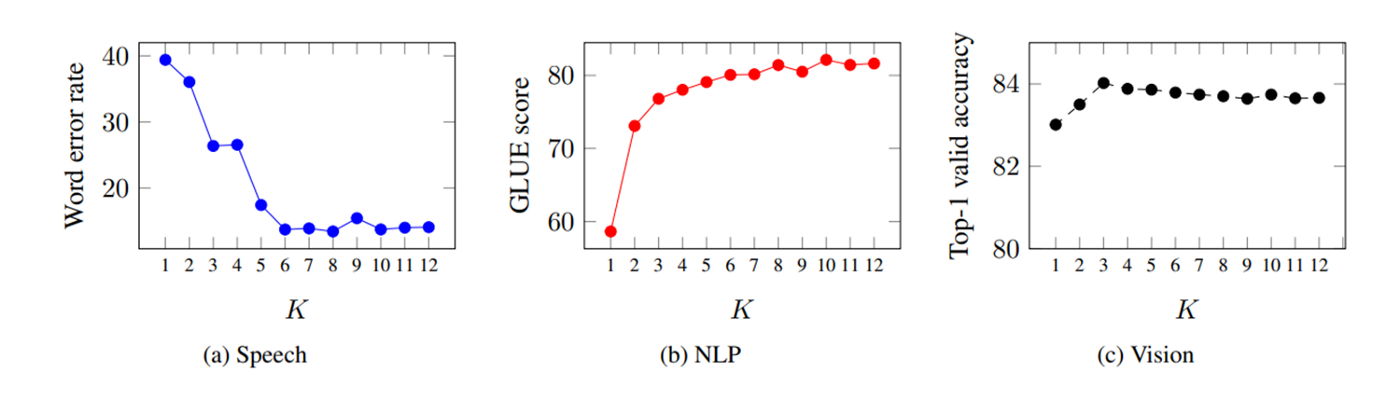 Word error rate
40
30
20
1 2 3 4 5 6 7 8 9 10 11 12
K
(a) Speech
GLUE score
80
70
60
1 2 3 4 5 6 7 8 9 10 11 12
K
(b) NLP
Top-1 valid accuracy
84
82
80
1 2 3 4 5 6 7 8 9 10 11 12
K
(c) Vision